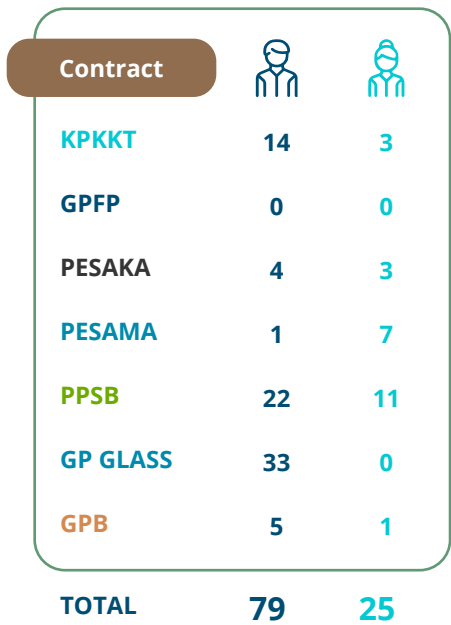 Contract
KPKKT 14 3
GPFP 0 0
PESAKA 4 3
PESAMA 1 7
PPSB 22 11
GP GLASS 33 0
GPB 5 1
TOTAL 79 25